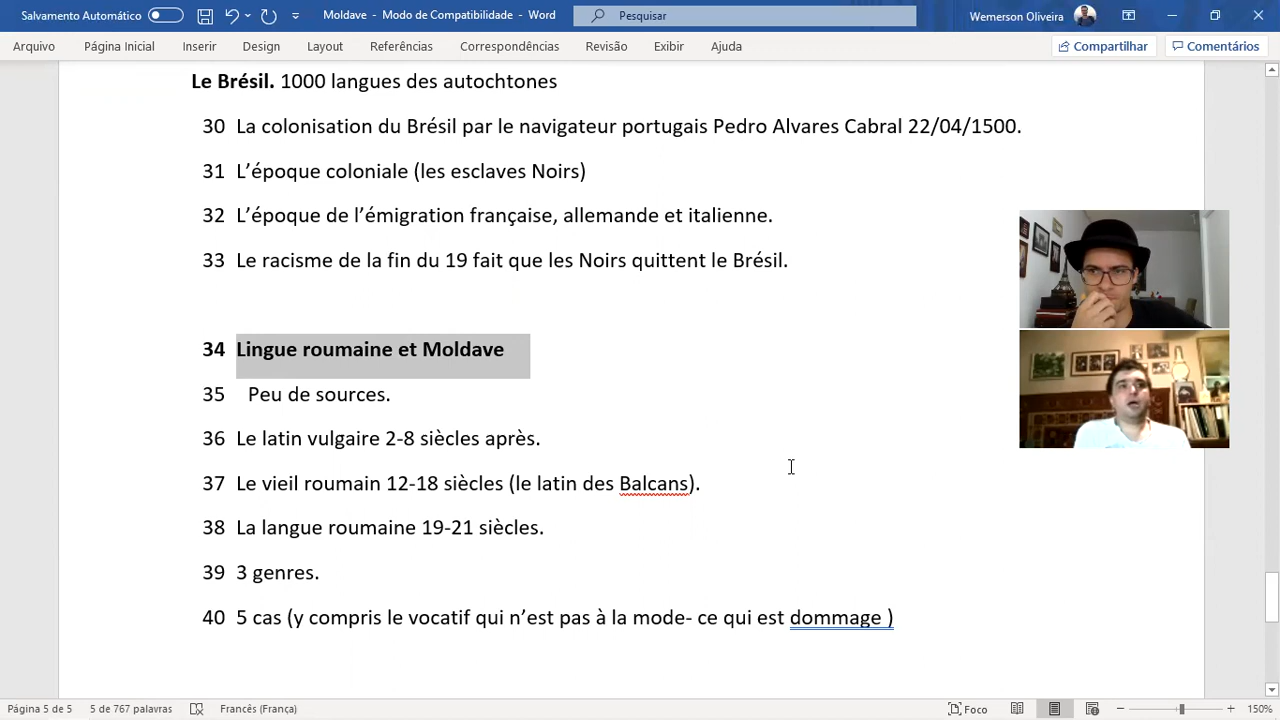 Salvamento Automático
linguas - Modo de Compatibilidade - Word
Pesquisar
Wemerson Oliveira
Arquivo Página Inicial Inserir Design Layout Referências Correspondências Revisão Exibir Ajuda Compartilhar Comentários
Le Brésil. 1000 langues des autochtones
30 La colonisation du Brésil par le navigateur portugais Pedro Alvares Cabral 22/04/1500.
31 L’époque coloniale (les esclaves Noirs)
32 L’époque de l’émigration française, allemande et italienne.
33 Le racisme de la fin du 19 fait que les Noirs quittent le Brésil.
34 Lingue roumaine et Moldave
35 Peu de sources.
36 Le latin vulgaire 2-8 siècles après.
37 Le vieil roumain 12-18 siècles (le latin des Balcans).
38 La langue roumaine 19-21 siècles.
39 3 genres.
40 5 cas (y compris le vocatif qui n’est pas à la mode- ce qui est dommage )
Página 5 de 5 5 de 767 palavras Francês (França) Foco 150%